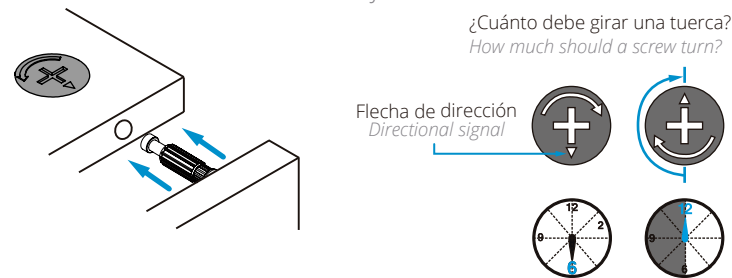 ¿Cuánto debe girar una tuerca?
How much should a screw turn?
Flecha de dirección
Directional signal
12
2
9
6
12
9
6